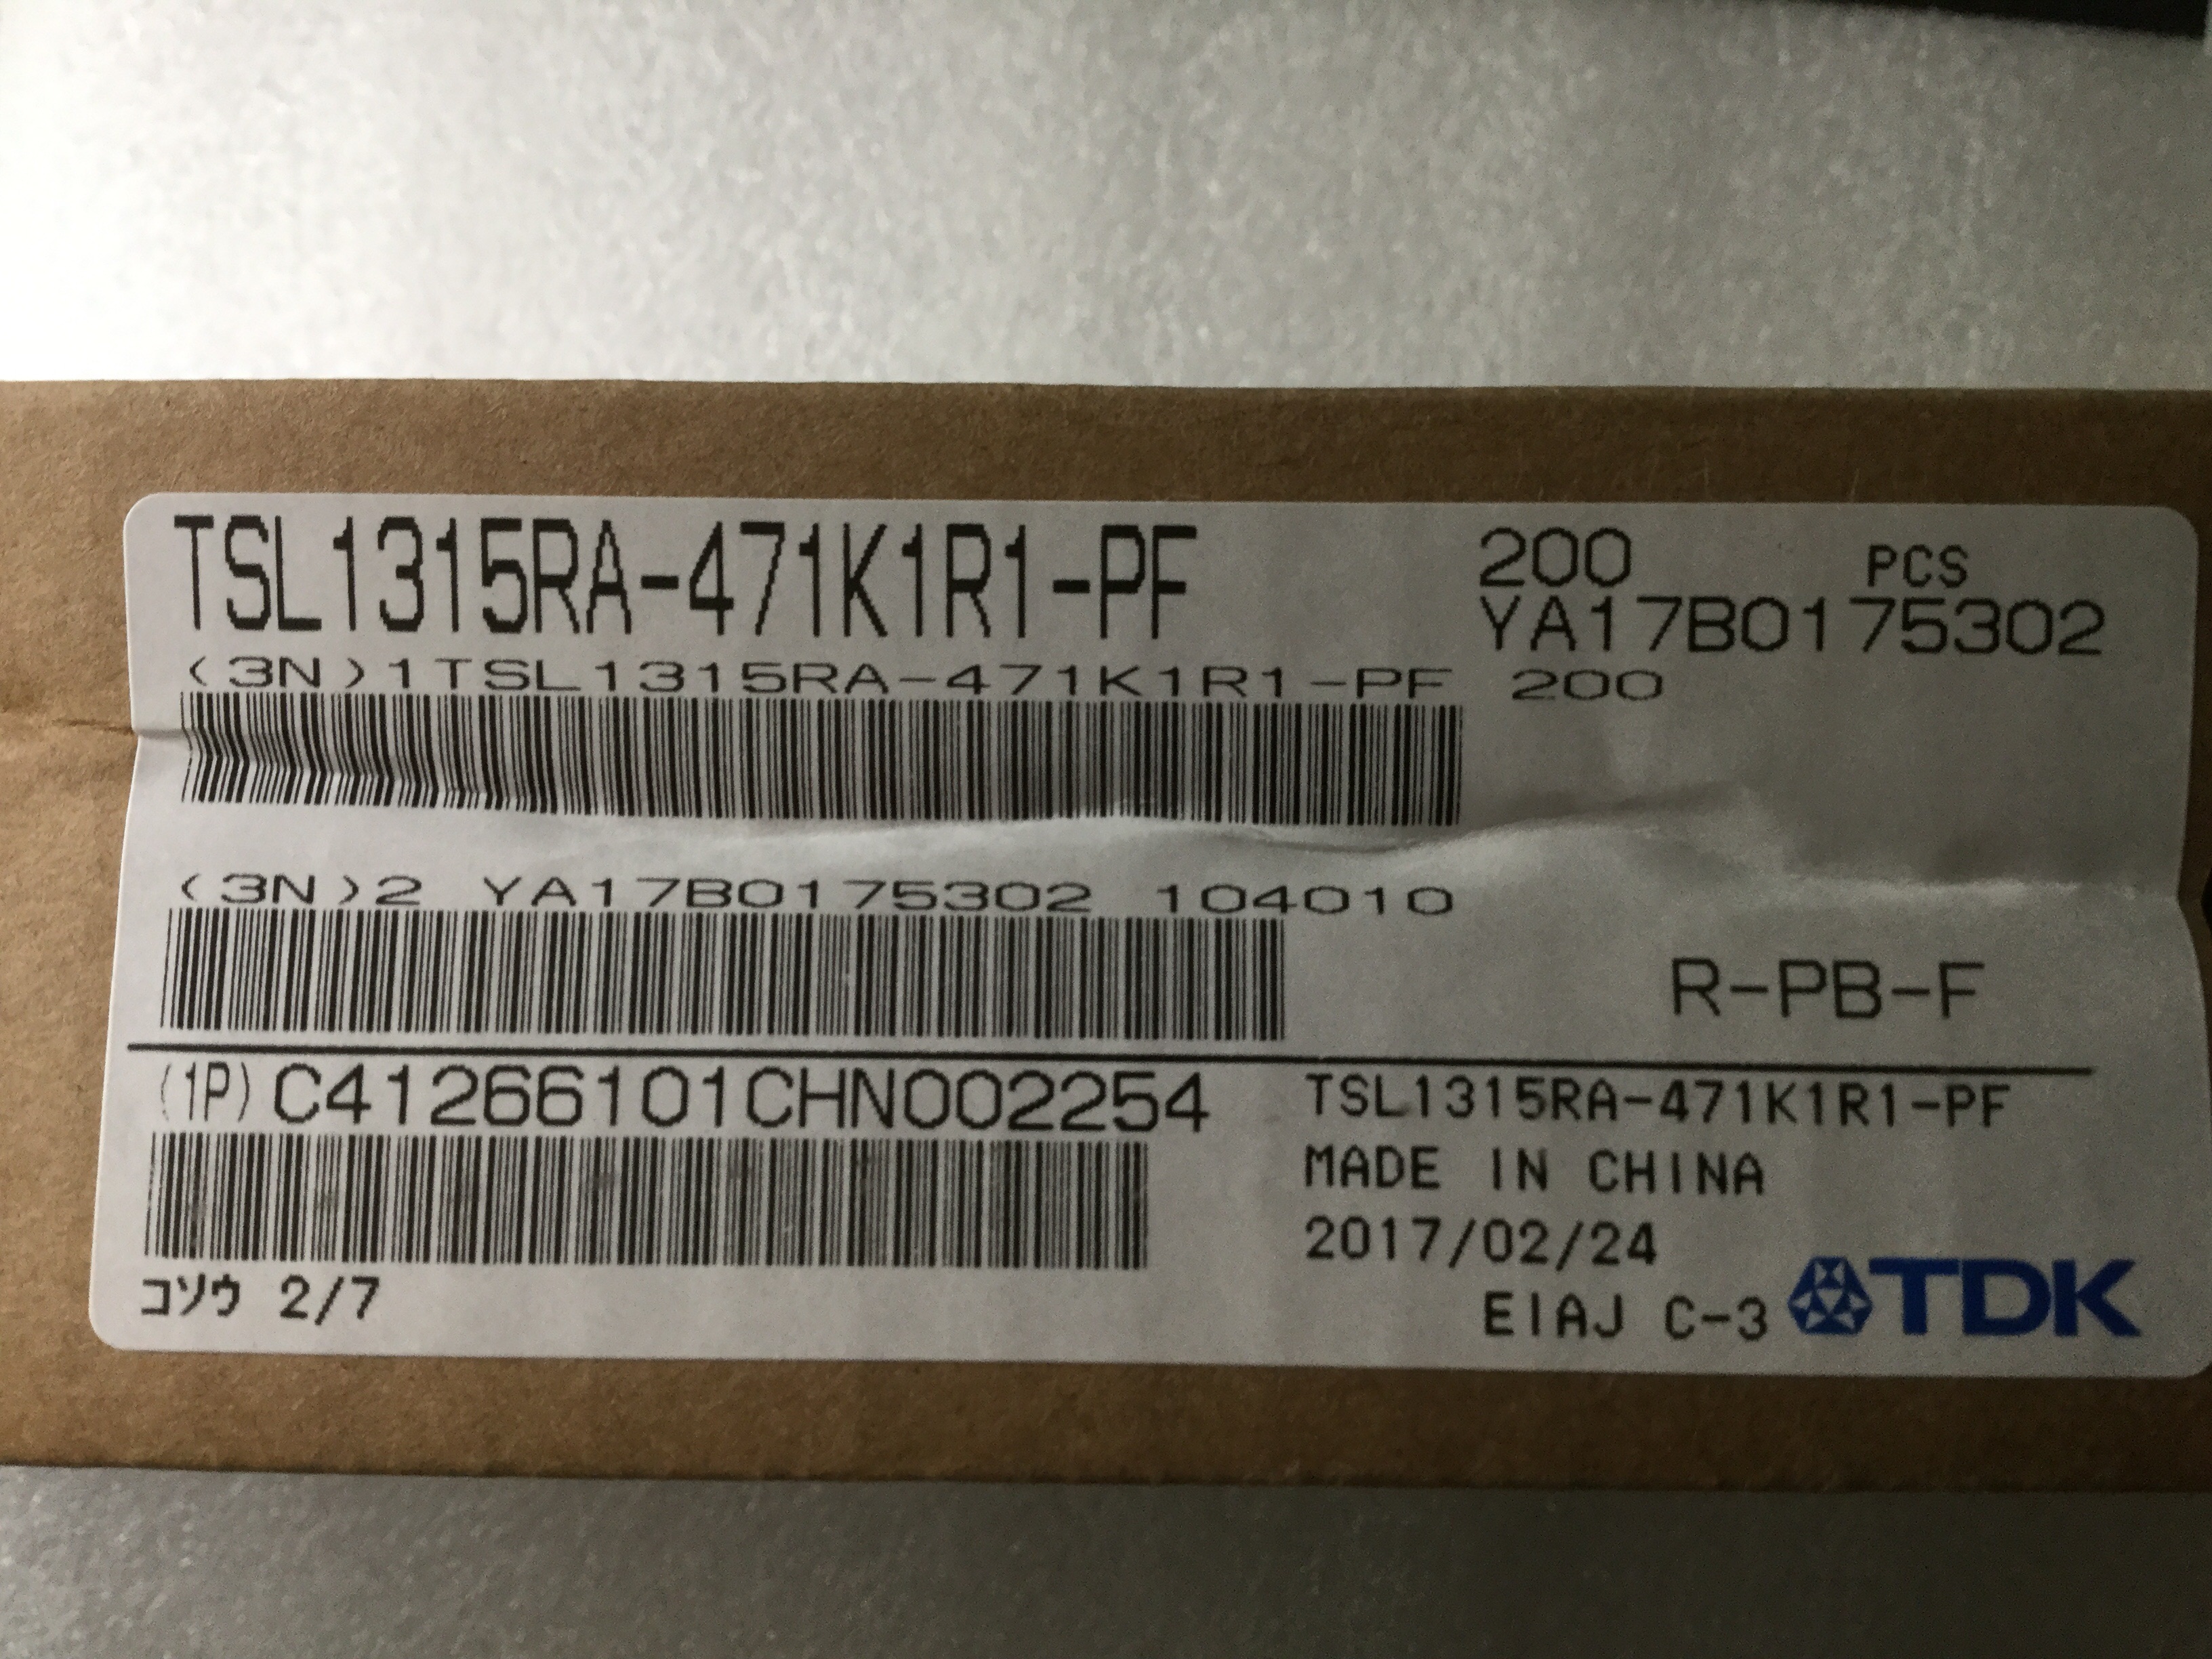 TSL1315RA-471K1R1-PF
200 PCS
YA17B0175302
(3N)1TSL1315RA-471K1R1-PF 200
(3N)2 YA17B0175302 104010
R-PB-F
(1P)C41266101CHN002254
TSL1315RA-471K1R1-PF
MADE IN CHINA
2017/02/24
コソウ 2/7
EIAJ C-3
TDK